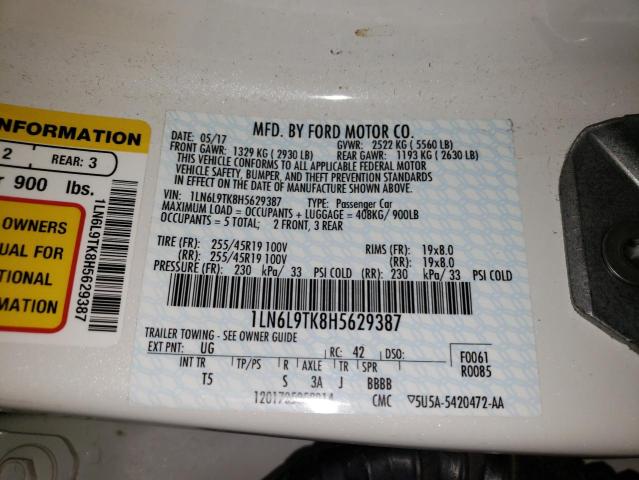 NFORMATION
2 REAR: 3
900 lbs.
OWNERS
UAL FOR
TIONAL
MATION
1LN6L9TK8H5629387
MFD. BY FORD MOTOR CO.
DATE: 05/17 GVWR: 2522 KG ( 5560 LB)
FRONT GAWR: 1329 KG ( 2930 LB) REAR GAWR: 1193 KG ( 2630 LB)
THIS VEHICLE CONFORMS TO ALL APPLICABLE FEDERAL MOTOR
VEHICLE SAFETY, BUMPER, AND THEFT PREVENTION STANDARDS
IN EFFECT ON THE DATE OF MANUFACTURE SHOWN ABOVE.
VIN: 1LN6L9TK8H5629387 TYPE: Passenger Car
MAXIMUM LOAD = OCCUPANTS + LUGGAGE = 408KG/ 900LB
OCCUPANTS = 5 TOTAL; 2 FRONT, 3 REAR
TIRE (FR): 255/45R19 100V RIMS (FR): 19x8.0
(RR): 255/45R19 100V (RR): 19x8.0
PRESSURE (FR): 230 kPa/ 33 PSI COLD (RR): 230 kPa/ 33 PSI COLD
1LN6L9TK8H5629387
TRAILER TOWING - SEE OWNER GUIDE
EXT PNT: UG RC: 42 DSO: F0061
R0085
INT TR TP/PS R AXLE TR SPR
T5 S 3A J BBBB
CMC 5U5A-5420472-AA